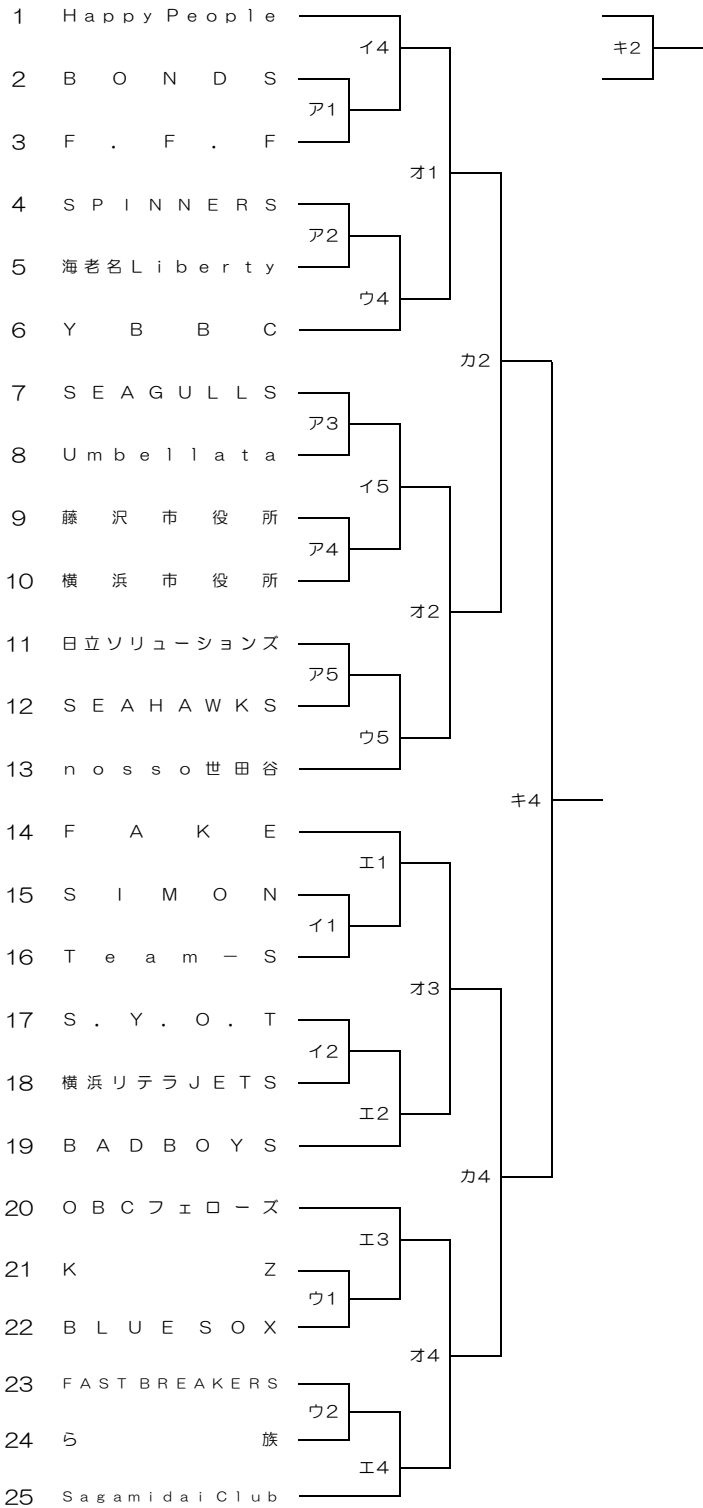 1 Happy People
キ2
イ4
2 BONDS
ア1
3 F.F.F
オ1
4 SPINNERS
ア2
5 海老名Liberty
ウ4
6 YBBC
カ2
7 SEAGULLS
ア3
8 Umbellata
イ5
9 藤沢市役所
ア4
10 横浜市役所
オ2
11 日立ソリューションズ
ア5
12 SEAHAWKS
ウ5
13 nosso世田谷
キ4
14 FAKE
エ1
15 SIMON
イ1
16 Team-S
オ3
17 S.Y.O.T
イ2
18 横浜リテラJETS
エ2
19 BADBOYS
カ4
20 OBCフェローズ
エ3
21 KZ
ウ1
22 BLUESOX
オ4
23 FAST BREAKERS
ウ2
24 ら族
エ4
25 Sagamidai Club